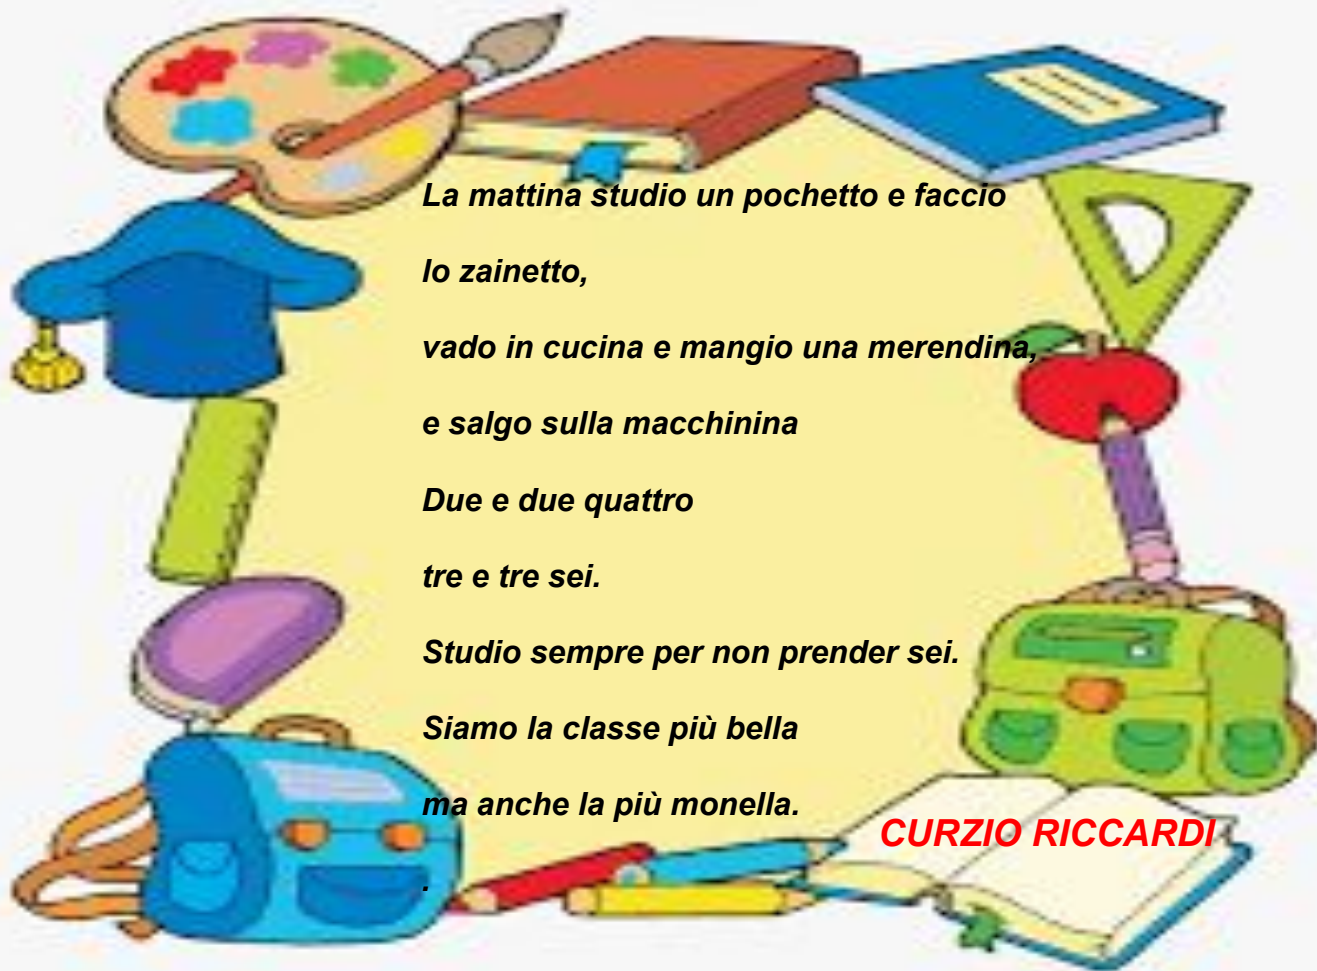 La mattina studio un pochetto e faccio
lo zainetto,
vado in cucina e mangio una merendina,
e salgo sulla macchinina
Due e due quattro
tre e tre sei.
Studio sempre per non prender sei.
Siamo la classe più bella
ma anche la più monella.
CURZIO RICCARDI
.